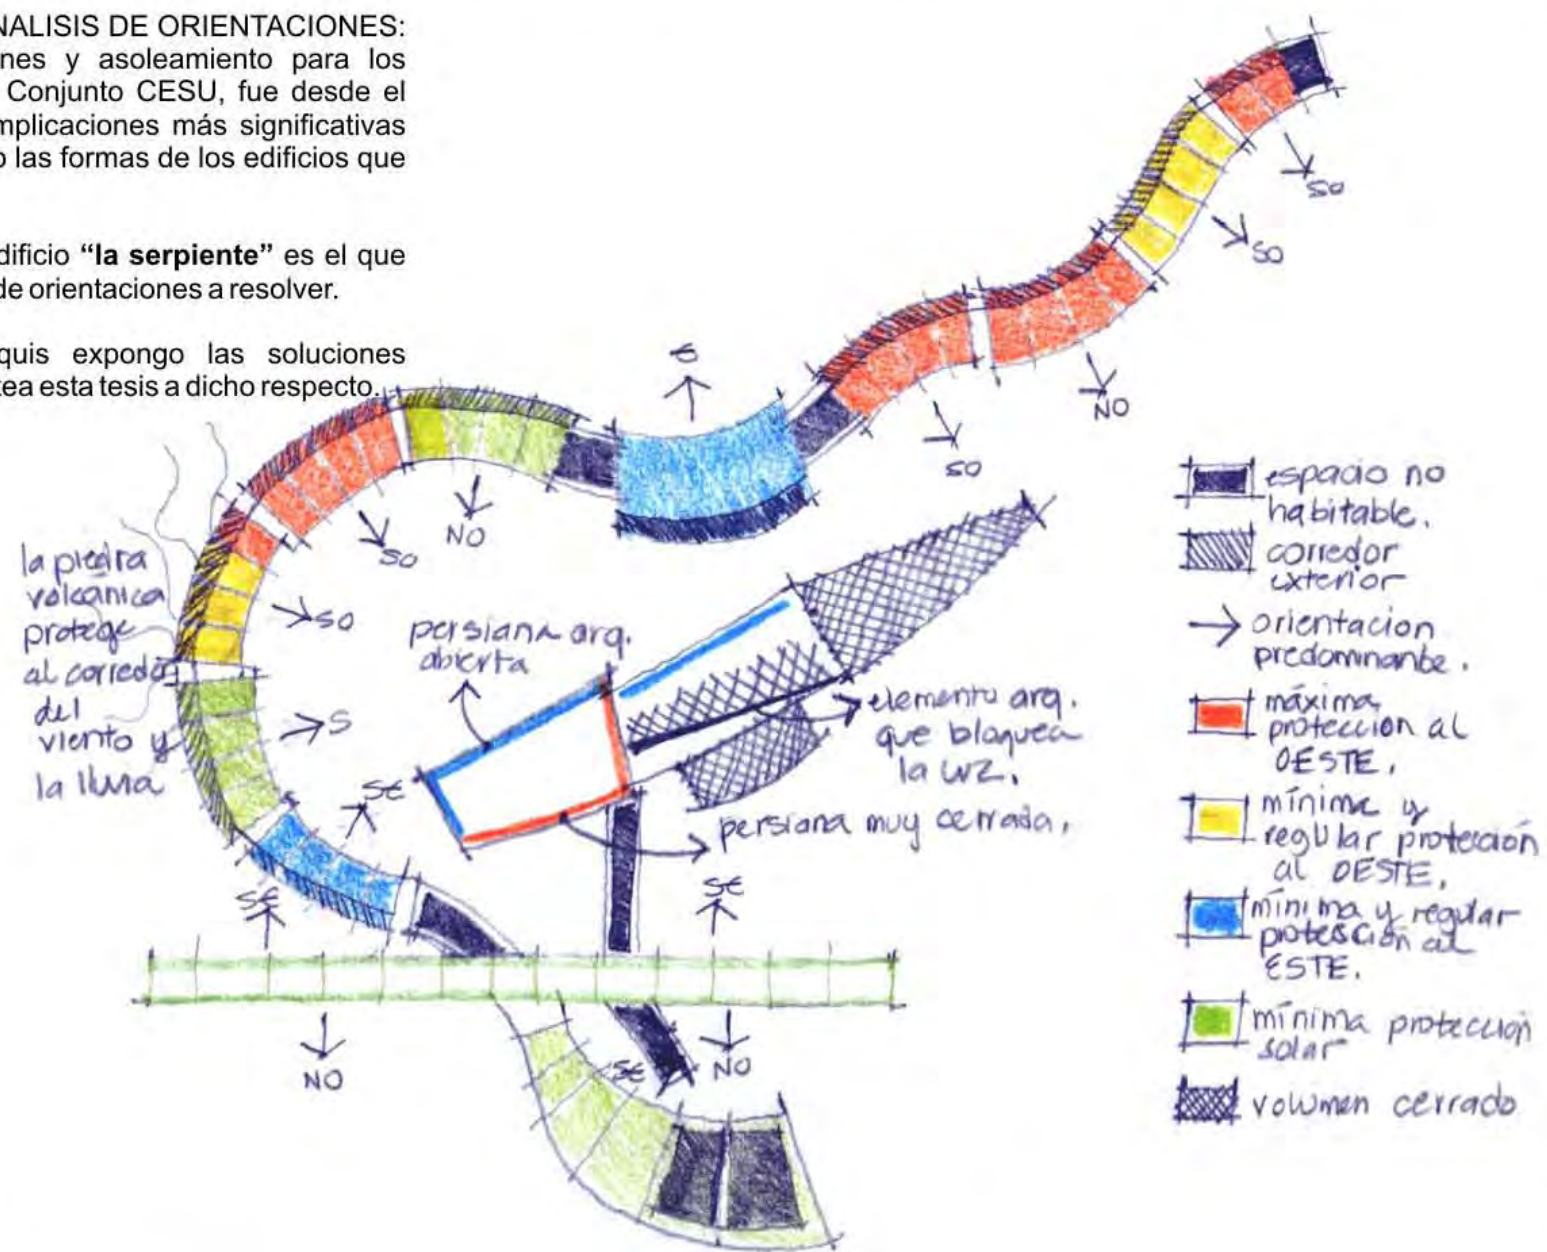 NALISIS DE ORIENTACIONES:
nes y asoleamiento para los
Conjunto CESU, fue desde el
mplicaciones más significativas
o las formas de los edificios que
dificio “la serpiente” es el que
de orientaciones a resolver.
quis expongo las soluciones
tea esta tesis a dicho respecto.
SO
SO
NO
SO
NO
SO
SO
S
SE
SE
SE
NO
NO
SE
la piedra
volcánica
protege
al corredor
del
viento y
la lluvia
persiana arq.
abierta
elemento arq.
que bloquea
la luz.
persiana muy cerrada.
espacio no
habitable.
corredor
exterior
orientacion
predominante.
máxima
protección al
OESTE.
mínima y
regular protección
al OESTE.
mínima y regular
protección al
ESTE.
mínima protección
solar
volumen cerrado